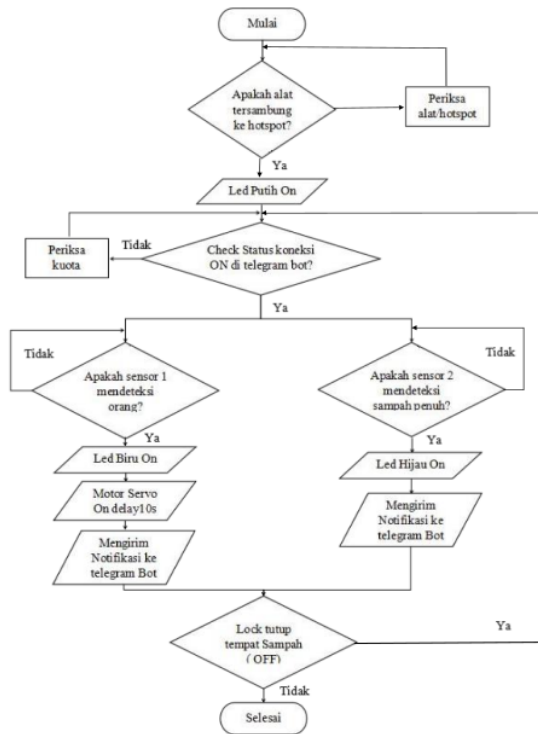 Mulai
Apakah alat
tersambung
ke hotspot?
Periksa
alat/hotspot
Ya
Led Putih On
Periksa
kuota
Tidak
Check Status koneksi
ON di telegram bot?
Ya
Tidak
Apakah sensor 1
mendeteksi
orang?
Ya
Led Biru On
Motor Servo
On delay10s
Mengirim
Notifikasi ke
telegram Bot
Tidak
Apakah sensor 2
mendeteksi
sampah penuh?
Ya
Led Hijau On
Mengirim
Notifikasi ke
telegram Bot
Lock tutup
tempat Sampah
( OFF)
Ya
Tidak
Selesai